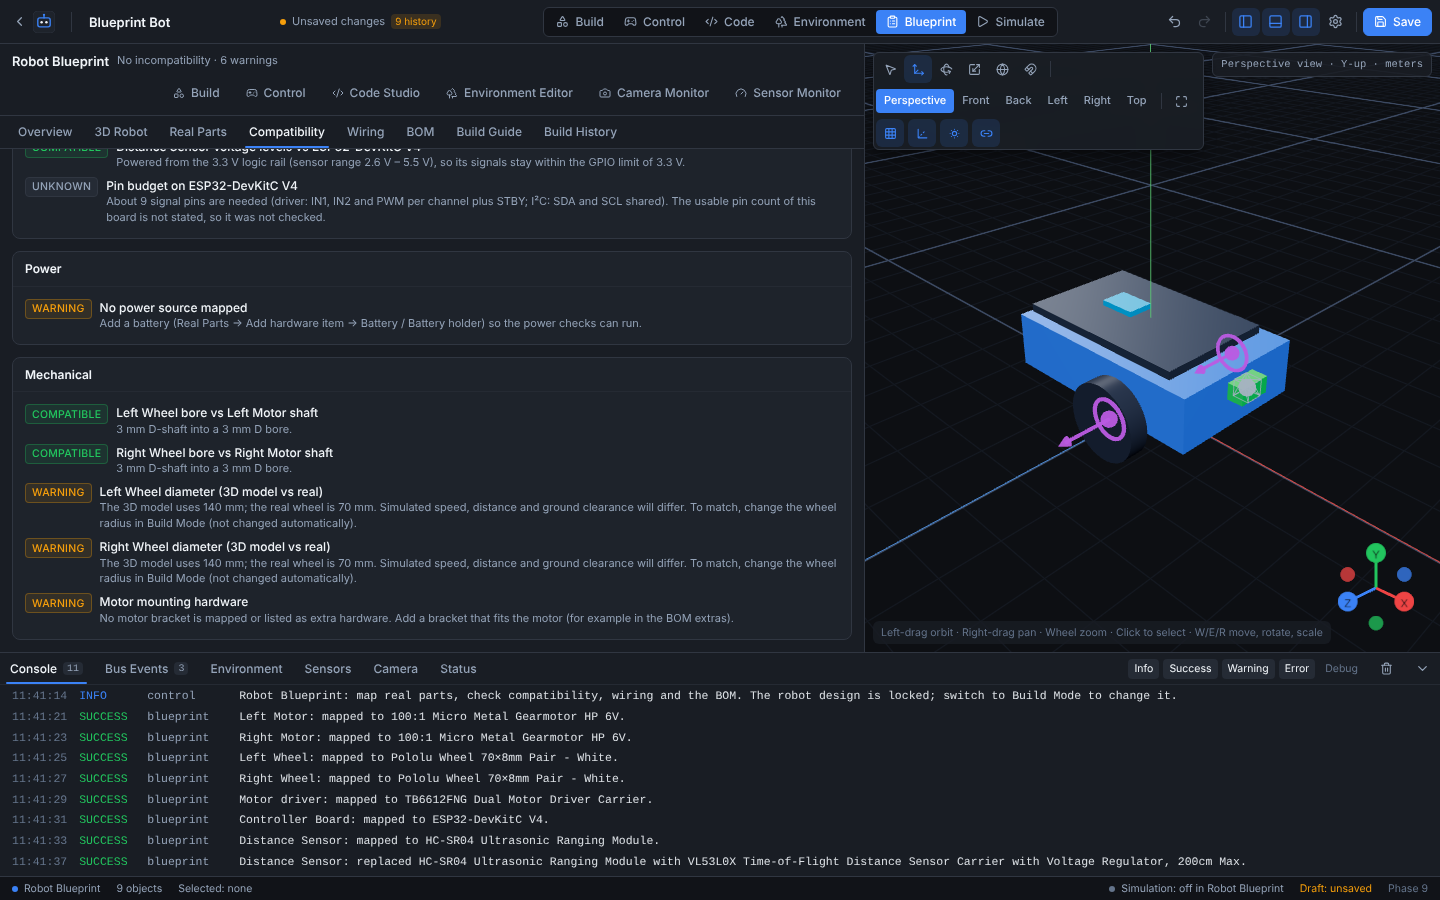 Blueprint Bot
Unsaved changes 9 history
Build Control Code Environment Blueprint Simulate
Save
Robot Blueprint No incompatibility · 6 warnings
Build Control Code Studio Environment Editor Camera Monitor Sensor Monitor
Overview 3D Robot Real Parts Compatibility Wiring BOM Build Guide Build History
Powered from the 3.3 V logic rail (sensor range 2.6 V – 5.5 V), so its signals stay within the GPIO limit of 3.3 V.
UNKNOWN Pin budget on ESP32-DevKitC V4
About 9 signal pins are needed (driver: IN1, IN2 and PWM per channel plus STBY; I²C: SDA and SCL shared). The usable pin count of this
board is not stated, so it was not checked.
Power
WARNING No power source mapped
Add a battery (Real Parts → Add hardware item → Battery / Battery holder) so the power checks can run.
Mechanical
COMPATIBLE Left Wheel bore vs Left Motor shaft
3 mm D-shaft into a 3 mm D bore.
COMPATIBLE Right Wheel bore vs Right Motor shaft
3 mm D-shaft into a 3 mm D bore.
WARNING Left Wheel diameter (3D model vs real)
The 3D model uses 140 mm; the real wheel is 70 mm. Simulated speed, distance and ground clearance will differ. To match, change the wheel
radius in Build Mode (not changed automatically).
WARNING Right Wheel diameter (3D model vs real)
The 3D model uses 140 mm; the real wheel is 70 mm. Simulated speed, distance and ground clearance will differ. To match, change the wheel
radius in Build Mode (not changed automatically).
WARNING Motor mounting hardware
No motor bracket is mapped or listed as extra hardware. Add a bracket that fits the motor (for example in the BOM extras).
Perspective view · Y-up · meters
Perspective Front Back Left Right Top
Y
Z X
Left-drag orbit · Right-drag pan · Wheel zoom · Click to select · W/E/R move, rotate, scale
Console 11 Bus Events 3 Environment Sensors Camera Status
Info Success Warning Error Debug
11:41:14 INFO control Robot Blueprint: map real parts, check compatibility, wiring and the BOM. The robot design is locked; switch to Build Mode to change it.
11:41:21 SUCCESS blueprint Left Motor: mapped to 100:1 Micro Metal Gearmotor HP 6V.
11:41:23 SUCCESS blueprint Right Motor: mapped to 100:1 Micro Metal Gearmotor HP 6V.
11:41:25 SUCCESS blueprint Left Wheel: mapped to Pololu Wheel 70×8mm Pair - White.
11:41:27 SUCCESS blueprint Right Wheel: mapped to Pololu Wheel 70×8mm Pair - White.
11:41:29 SUCCESS blueprint Motor driver: mapped to TB6612FNG Dual Motor Driver Carrier.
11:41:31 SUCCESS blueprint Controller Board: mapped to ESP32-DevKitC V4.
11:41:33 SUCCESS blueprint Distance Sensor: mapped to HC-SR04 Ultrasonic Ranging Module.
11:41:37 SUCCESS blueprint Distance Sensor: replaced HC-SR04 Ultrasonic Ranging Module with VL53L0X Time-of-Flight Distance Sensor Carrier with Voltage Regulator, 200cm Max.
Robot Blueprint 9 objects Selected: none
Simulation: off in Robot Blueprint Draft: unsaved Phase 9